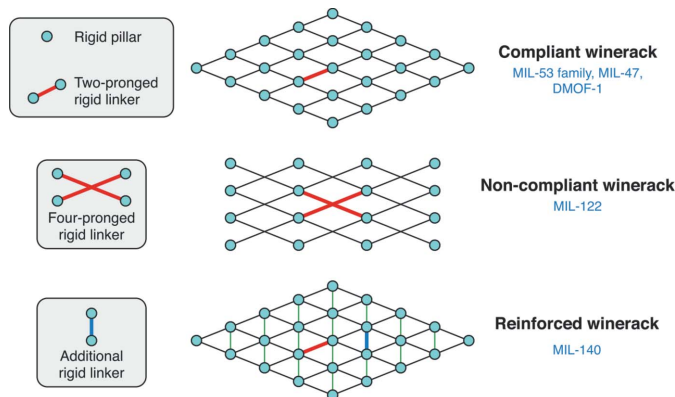 Rigid pillar
Two-pronged
rigid linker
Compliant winerack
MIL-53 family, MIL-47,
DMOF-1
Four-pronged
rigid linker
Non-compliant winerack
MIL-122
Additional
rigid linker
Reinforced winerack
MIL-140